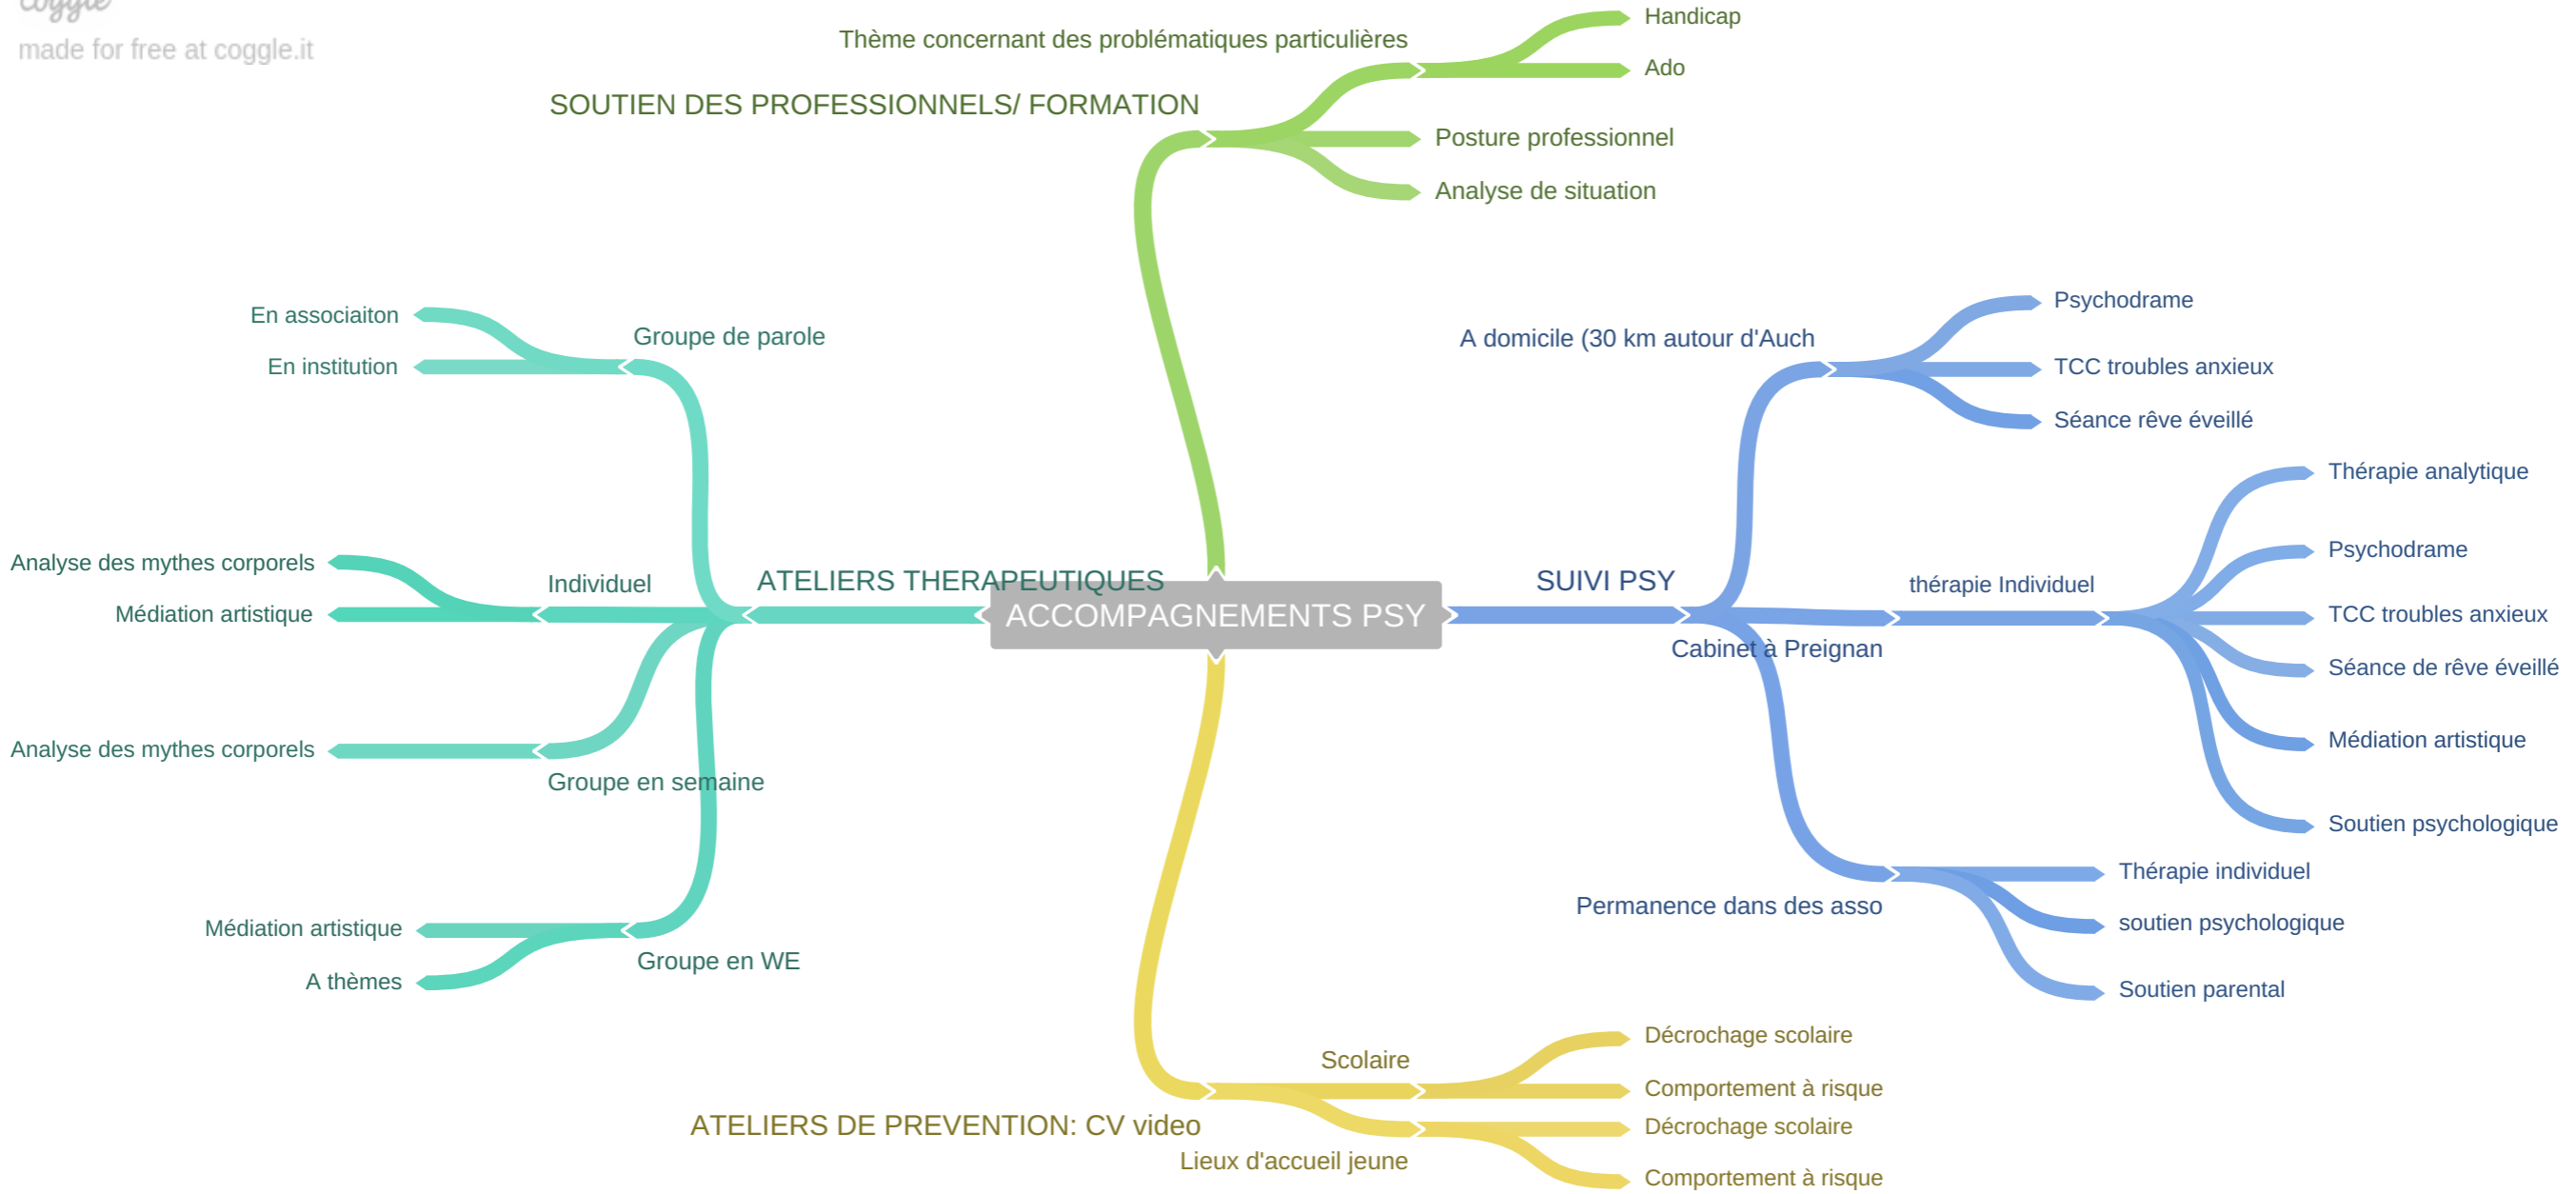 coggle
made for free at coggle.it
Thème concernant des problématiques particulières
Handicap
Ado
SOUTIEN DES PROFESSIONNELS/ FORMATION
Posture professionnel
Analyse de situation
En associaiton
En institution
Groupe de parole
Analyse des mythes corporels
Médiation artistique
Individuel
ATELIERS THERAPEUTIQUES
Analyse des mythes corporels
Groupe en semaine
Médiation artistique
A thèmes
Groupe en WE
ACCOMPAGNEMENTS PSY
SUIVI PSY
A domicile (30 km autour d'Auch
Psychodrame
TCC troubles anxieux
Séance rêve éveillé
Cabinet à Preignan
thérapie Individuel
Thérapie analytique
Psychodrame
TCC troubles anxieux
Séance de rêve éveillé
Médiation artistique
Soutien psychologique
Permanence dans des asso
Thérapie individuel
soutien psychologique
Soutien parental
ATELIERS DE PREVENTION: CV video
Scolaire
Décrochage scolaire
Comportement à risque
Lieux d'accueil jeune
Décrochage scolaire
Comportement à risque